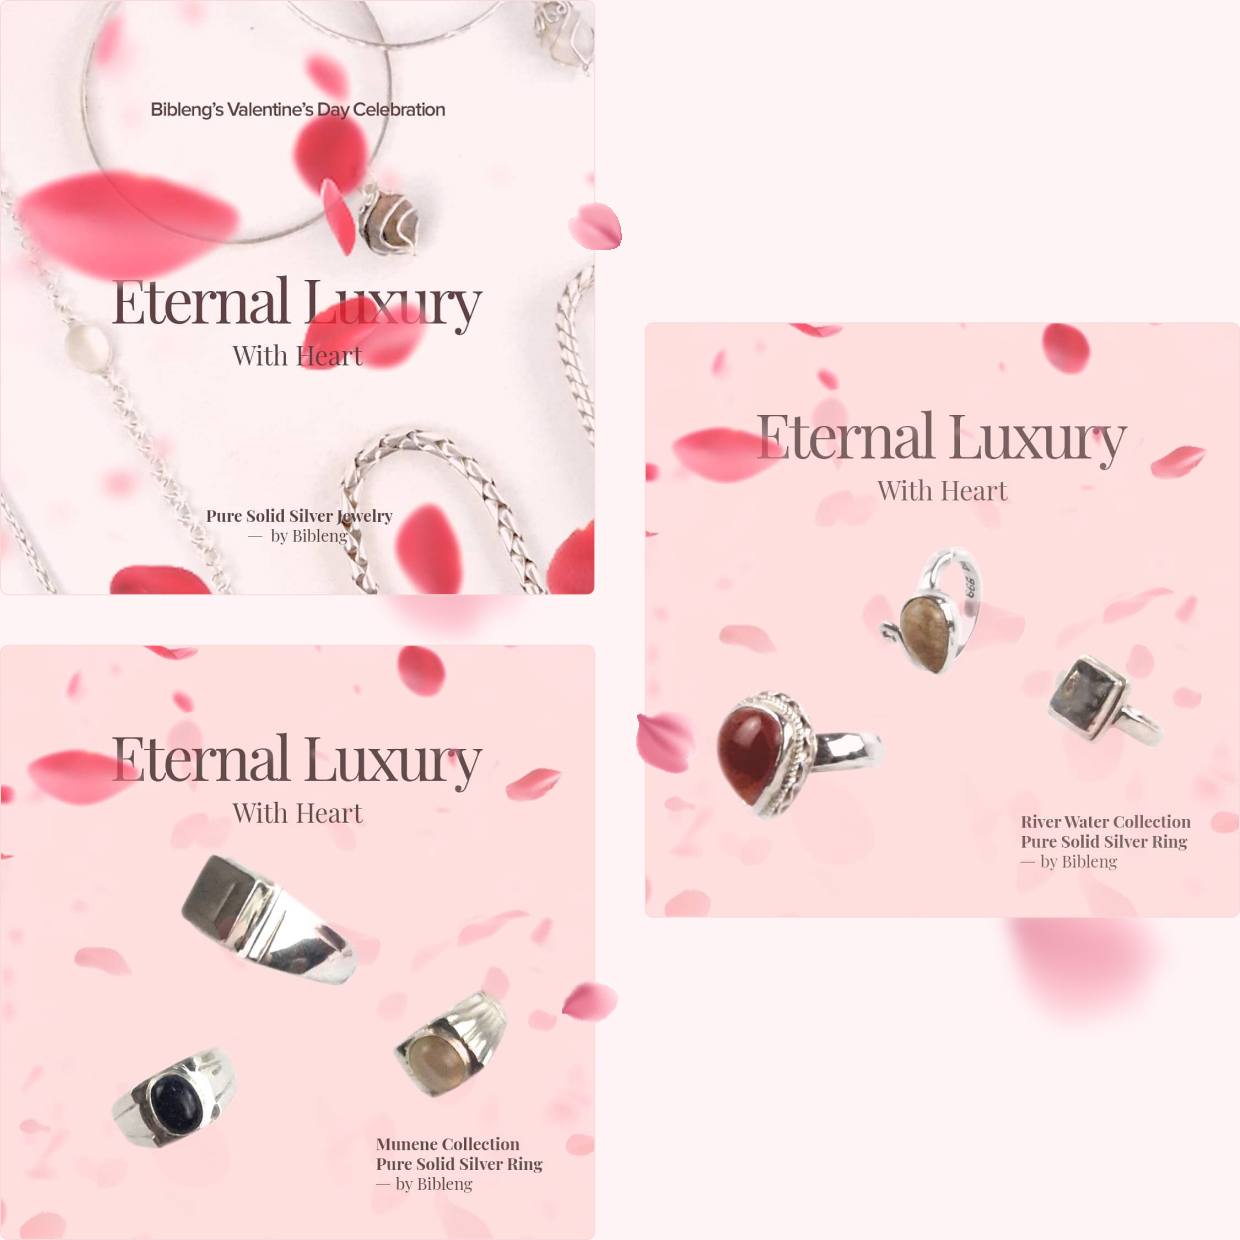 Bibleng’s Valentine’s Day Celebration
Eternal Luxury
With Heart
Pure Solid Silver Jewelry
— by Bibleng
Eternal Luxury
With Heart
999
River Water Collection
Pure Solid Silver Ring
— by Bibleng
Eternal Luxury
With Heart
Munene Collection
Pure Solid Silver Ring
— by Bibleng